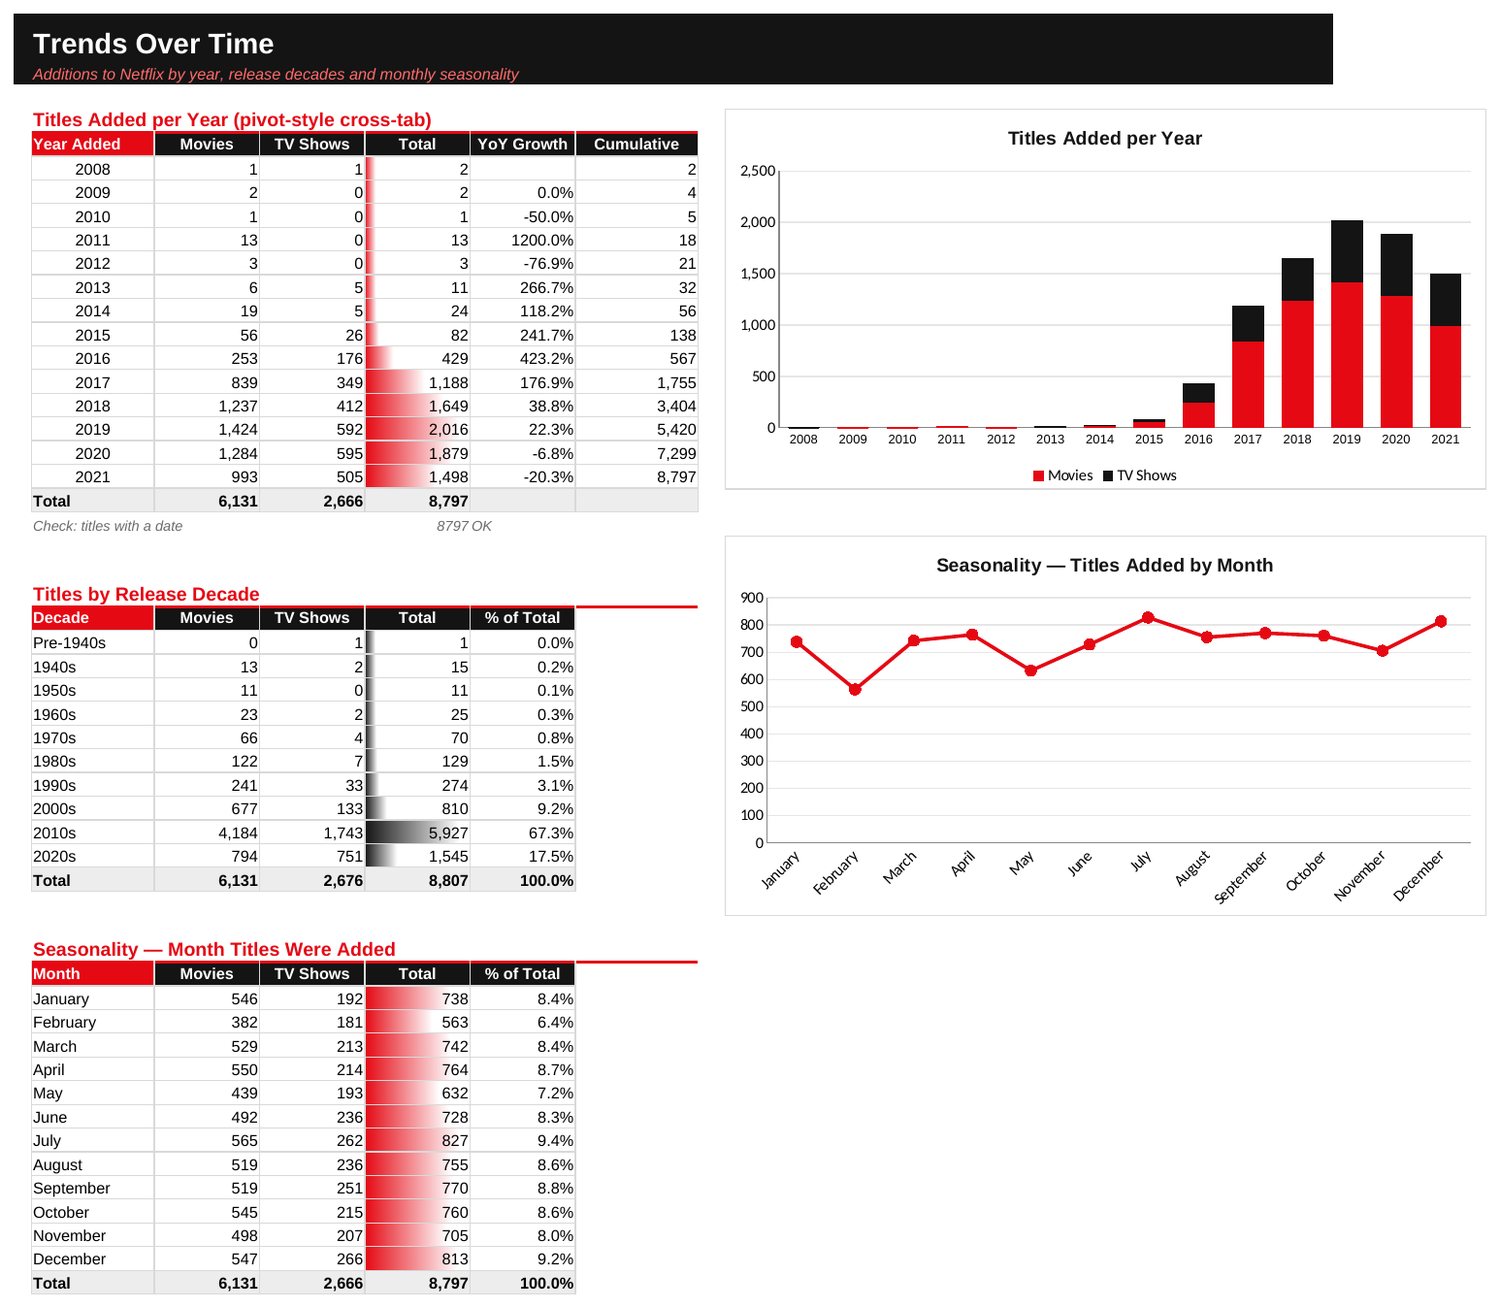 Trends Over Time
Additions to Netflix by year, release decades and monthly seasonality
Titles Added per Year (pivot-style cross-tab)
Year Added Movies TV Shows Total YoY Growth Cumulative
2008 1 1 2 2
2009 2 0 2 0.0% 4
2010 1 0 1 -50.0% 5
2011 13 0 13 1200.0% 18
2012 3 0 3 -76.9% 21
2013 6 5 11 266.7% 32
2014 19 5 24 118.2% 56
2015 56 26 82 241.7% 138
2016 253 176 429 423.2% 567
2017 839 349 1,188 176.9% 1,755
2018 1,237 412 1,649 38.8% 3,404
2019 1,424 592 2,016 22.3% 5,420
2020 1,284 595 1,879 -6.8% 7,299
2021 993 505 1,498 -20.3% 8,797
Total 6,131 2,666 8,797
Check: titles with a date 8797 OK
Titles Added per Year
2,500
2,000
1,500
1,000
500
0
2008 2009 2010 2011 2012 2013 2014 2015 2016 2017 2018 2019 2020 2021
Movies TV Shows
Titles by Release Decade
Decade Movies TV Shows Total % of Total
Pre-1940s 0 1 1 0.0%
1940s 13 2 15 0.2%
1950s 11 0 11 0.1%
1960s 23 2 25 0.3%
1970s 66 4 70 0.8%
1980s 122 7 129 1.5%
1990s 241 33 274 3.1%
2000s 677 133 810 9.2%
2010s 4,184 1,743 5,927 67.3%
2020s 794 751 1,545 17.5%
Total 6,131 2,676 8,807 100.0%
Seasonality — Titles Added by Month
900
800
700
600
500
400
300
200
100
0
January February March April May June July August September October November December
Seasonality — Month Titles Were Added
Month Movies TV Shows Total % of Total
January 546 192 738 8.4%
February 382 181 563 6.4%
March 529 213 742 8.4%
April 550 214 764 8.7%
May 439 193 632 7.2%
June 492 236 728 8.3%
July 565 262 827 9.4%
August 519 236 755 8.6%
September 519 251 770 8.8%
October 545 215 760 8.6%
November 498 207 705 8.0%
December 547 266 813 9.2%
Total 6,131 2,666 8,797 100.0%